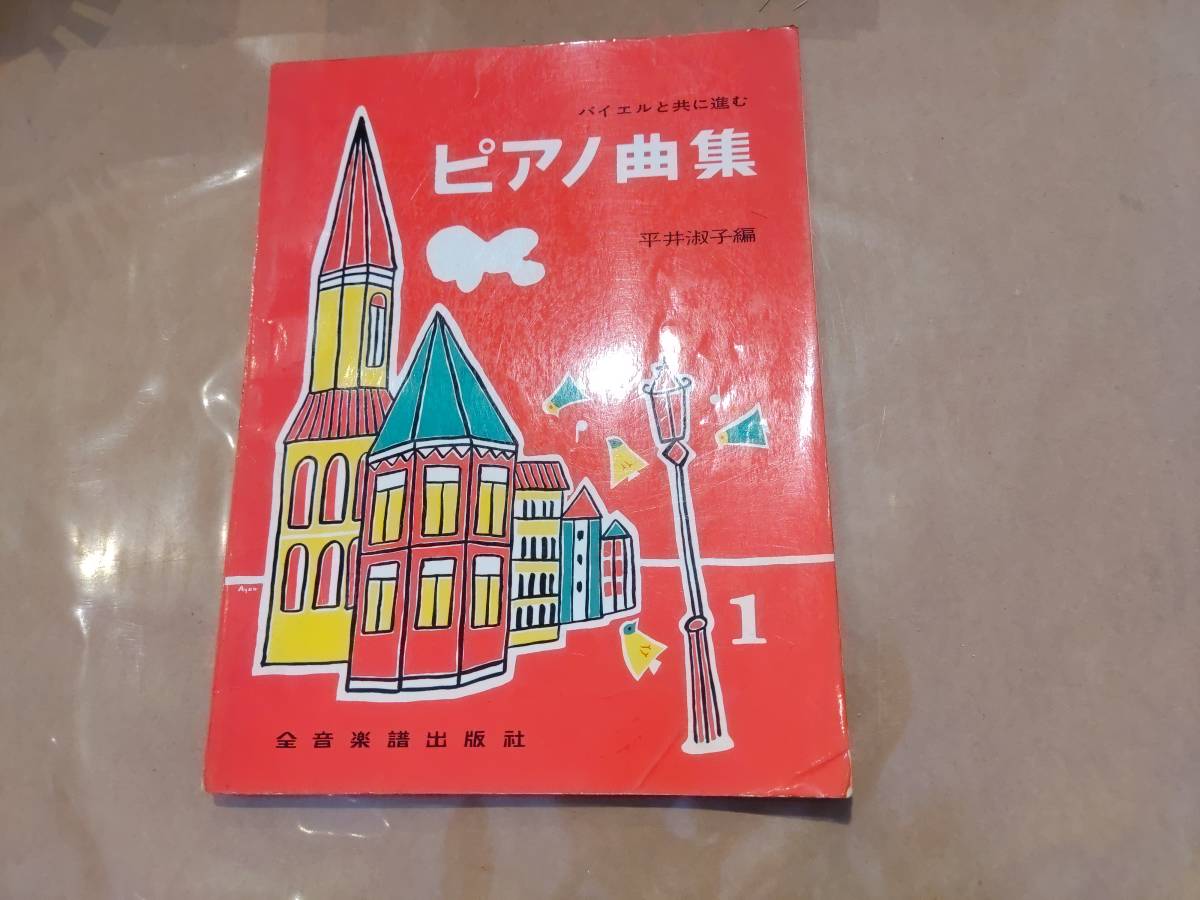 バイエルと共に進む
ピアノ曲集
平井淑子編
1
全音楽譜出版社